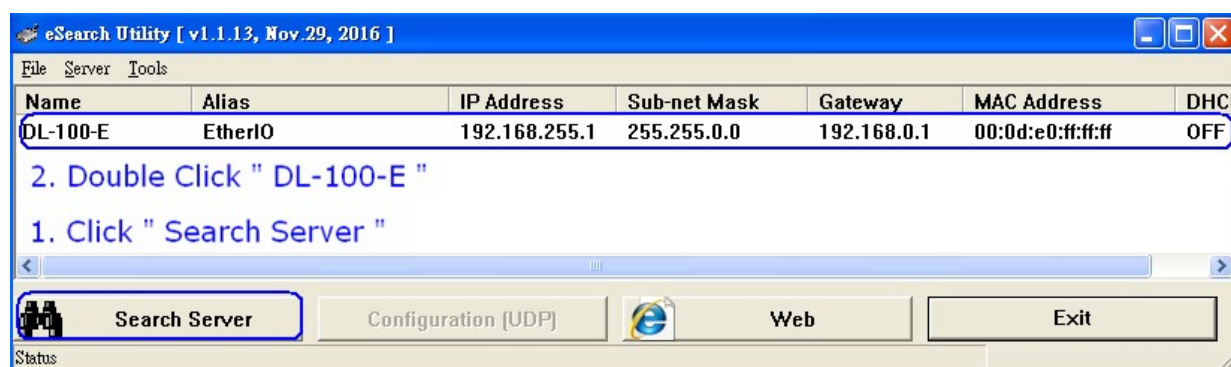 eSearch Utility [ v1.1.13, Nov.29, 2016 ]
File Server Tools
Name Alias IP Address Sub-net Mask Gateway MAC Address DHC
DL-100-E EtherIO 192.168.255.1 255.255.0.0 192.168.0.1 00:0d:e0:ff:ff:ff OFF
2. Double Click " DL-100-E "
1. Click " Search Server "
Search Server Configuration (UDP) Web Exit
Status